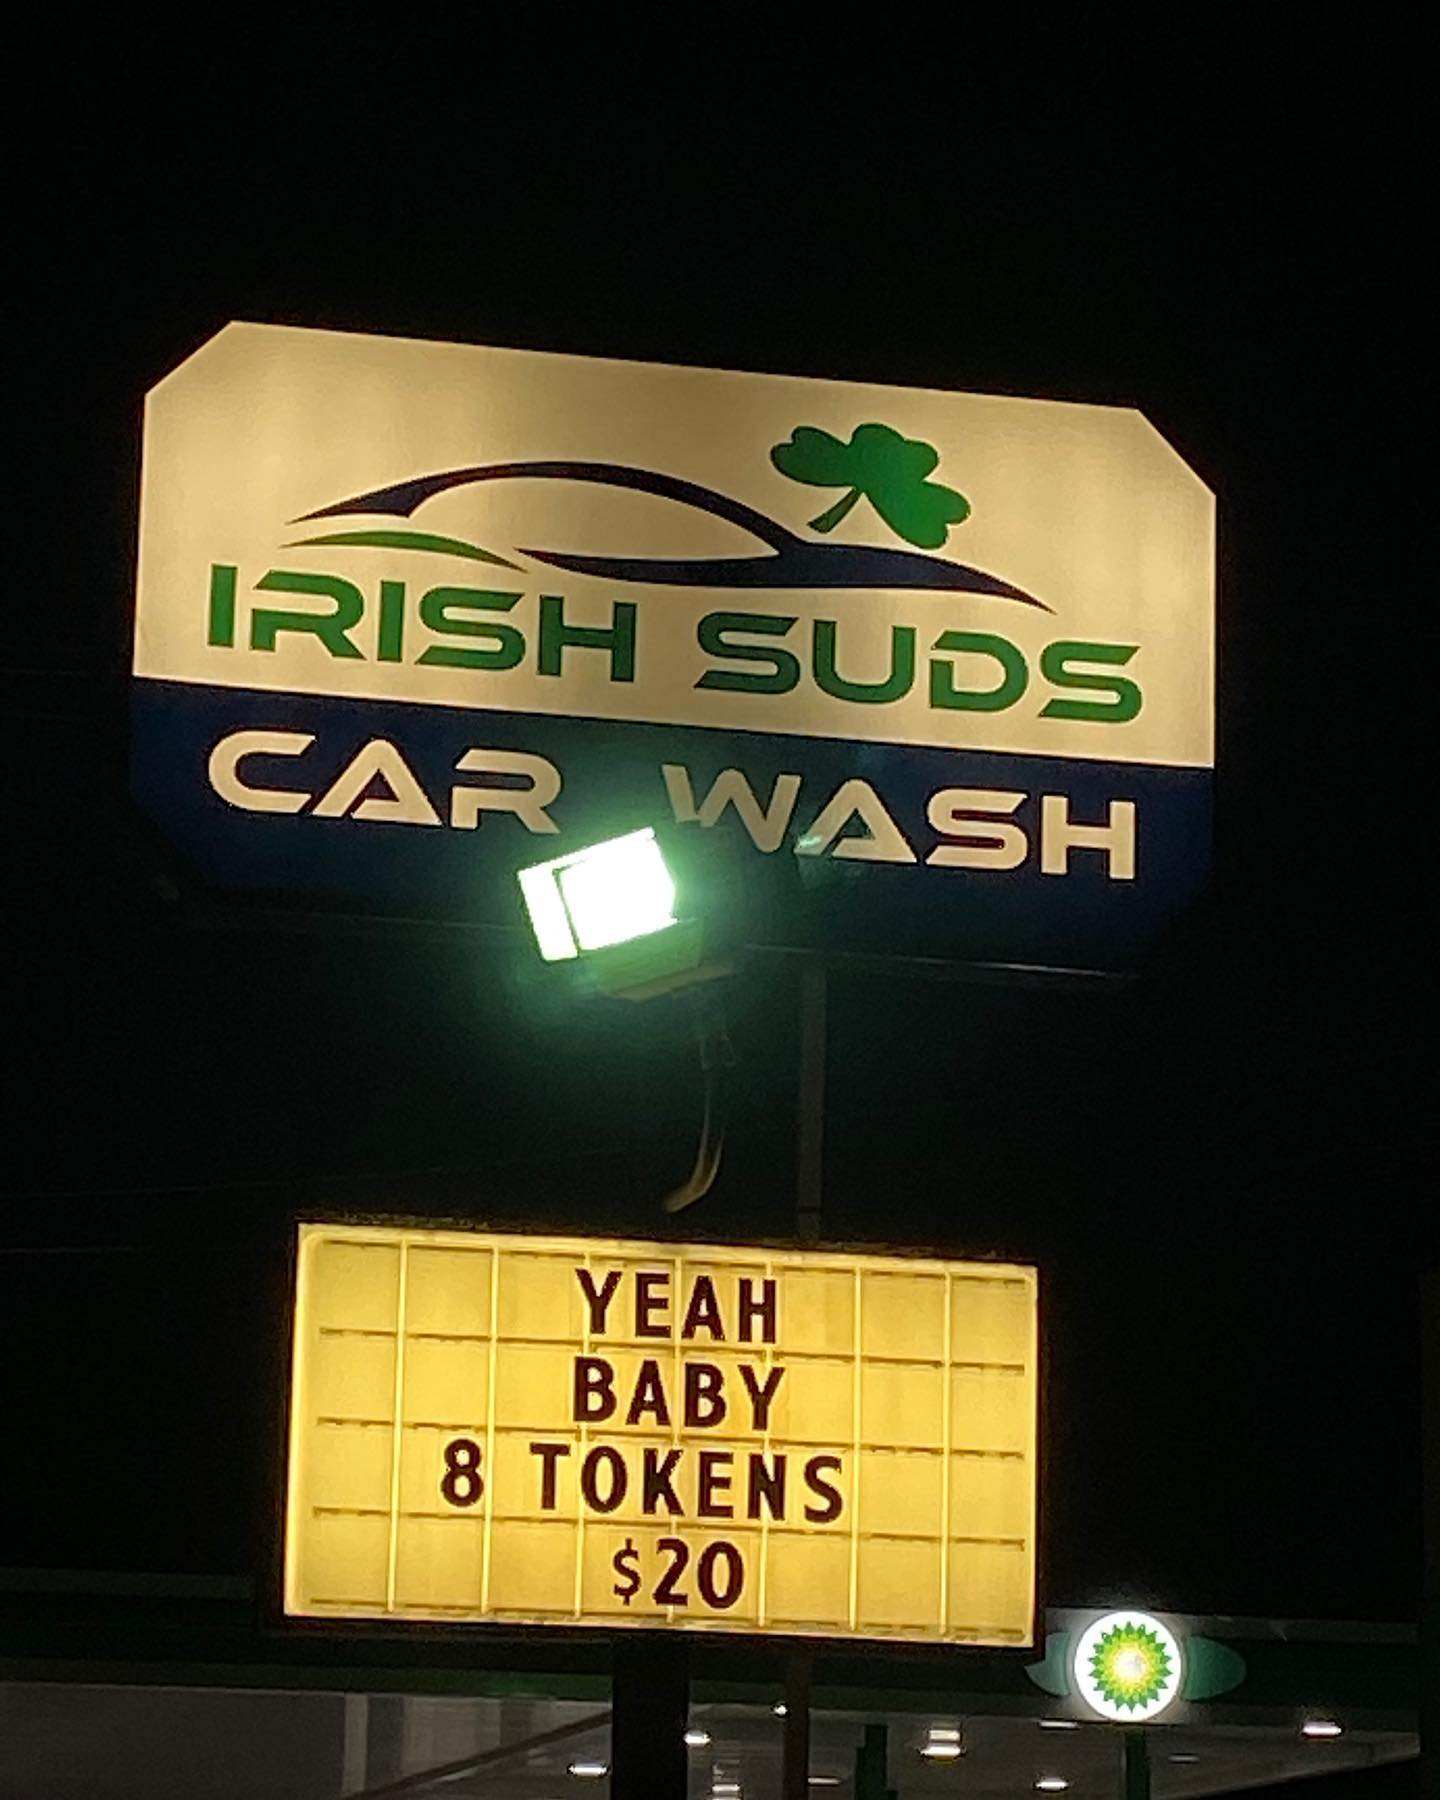 IRISH SUDS
CAR WASH
YEAH
BABY
8 TOKENS
$20